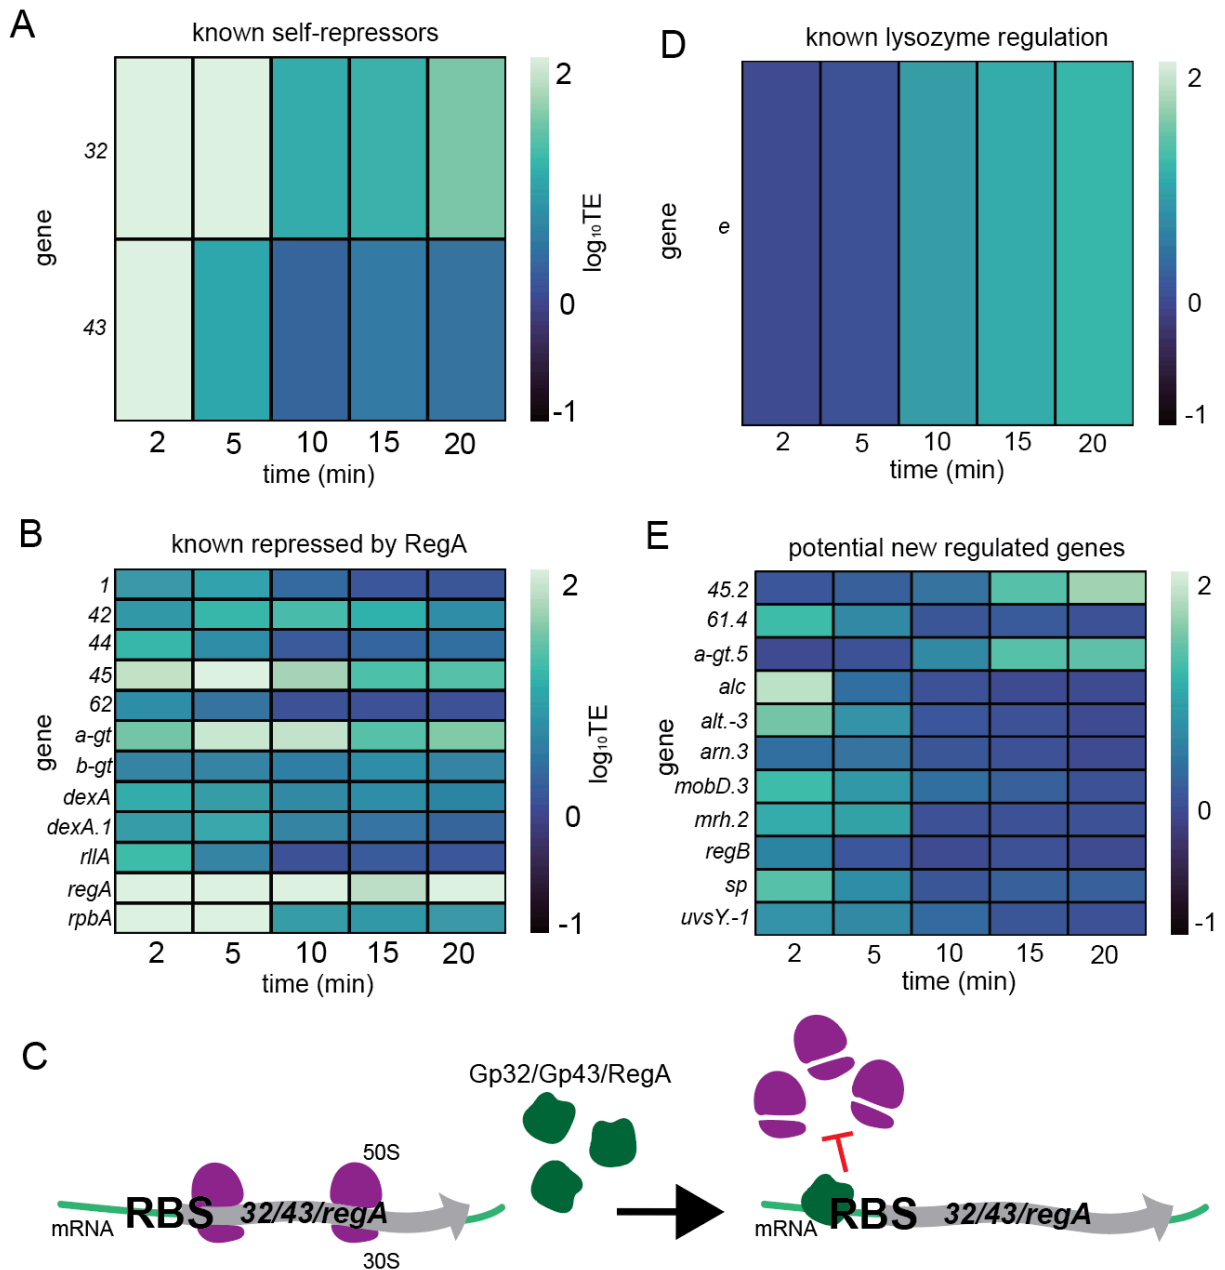 A
known self-repressors
gene
32
43
2 5 10 15 20
time (min)
2
0
-1
log₁₀TE
D
known lysozyme regulation
gene
e
2 5 10 15 20
time (min)
2
0
-1
B
known repressed by RegA
gene
1
42
44
45
62
a-gt
b-gt
dexA
dexA.1
rIIA
regA
rpbA
2 5 10 15 20
time (min)
2
0
-1
log₁₀TE
E
potential new regulated genes
gene
45.2
61.4
a-gt.5
alc
alt.-3
arn.3
mobD.3
mrh.2
regB
sp
uvsY.-1
2 5 10 15 20
time (min)
2
0
-1
C
Gp32/Gp43/RegA
50S
RBS 32/43/regA
mRNA
30S
RBS 32/43/regA
mRNA